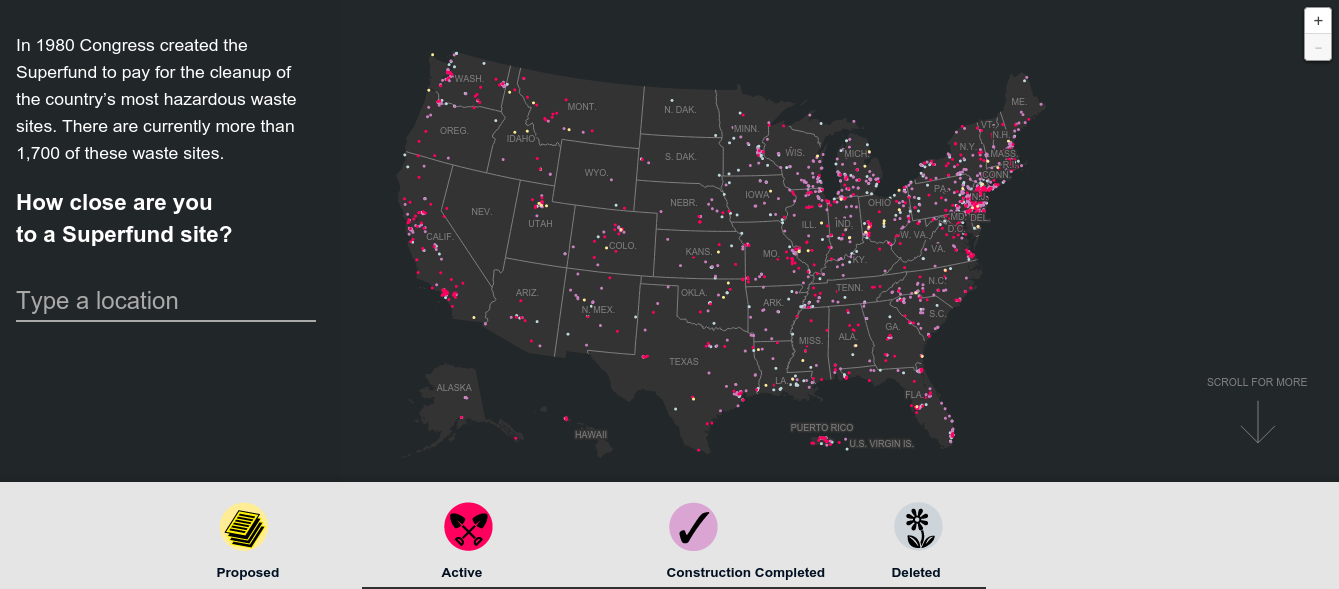 In 1980 Congress created the
Superfund to pay for the cleanup of
the country’s most hazardous waste
sites. There are currently more than
1,700 of these waste sites.
How close are you
to a Superfund site?
Type a location
+
−
WASH.
MONT.
N. DAK.
MINN.
ME.
VT.
N.H.
OREG.
IDAHO
S. DAK.
WIS.
MICH.
N.Y.
MASS.
R.I.
CONN.
WYO.
IOWA
PA.
N.J.
NEV.
UTAH
NEBR.
ILL.
IND.
OHIO
MD.
DEL.
D.C.
CALIF.
COLO.
KANS.
MO.
KY.
W. VA.
VA.
ARIZ.
N. MEX.
OKLA.
ARK.
TENN.
N.C.
S.C.
TEXAS
MISS.
ALA.
GA.
LA.
FLA.
ALASKA
HAWAII
PUERTO RICO
U.S. VIRGIN IS.
SCROLL FOR MORE
Proposed
Active
Construction Completed
Deleted